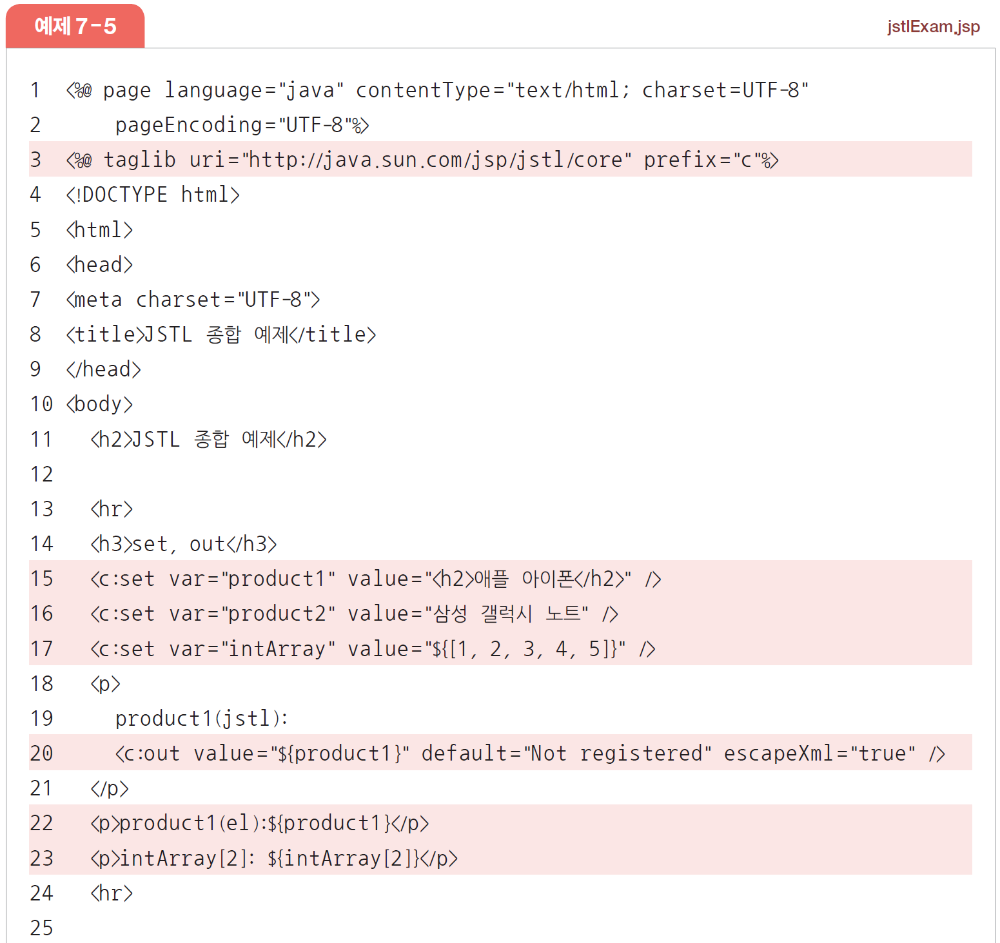 예제 7-5
jstlExam.jsp
1 <%@ page language="java" contentType="text/html; charset=UTF-8"
2 pageEncoding="UTF-8"%>
3 <%@ taglib uri="http://java.sun.com/jsp/jstl/core" prefix="c"%>
4 <!DOCTYPE html>
5 <html>
6 <head>
7 <meta charset="UTF-8">
8 <title>JSTL 종합 예제</title>
9 </head>
10 <body>
11 <h2>JSTL 종합 예제</h2>
12
13 <hr>
14 <h3>set, out</h3>
15 <c:set var="product1" value="<h2>애플 아이폰</h2>" />
16 <c:set var="product2" value="삼성 갤럭시 노트" />
17 <c:set var="intArray" value="${[1, 2, 3, 4, 5]}" />
18 <p>
19 product1(jstl):
20 <c:out value="${product1}" default="Not registered" escapeXml="true" />
21 </p>
22 <p>product1(el):${product1}</p>
23 <p>intArray[2]: ${intArray[2]}</p>
24 <hr>
25